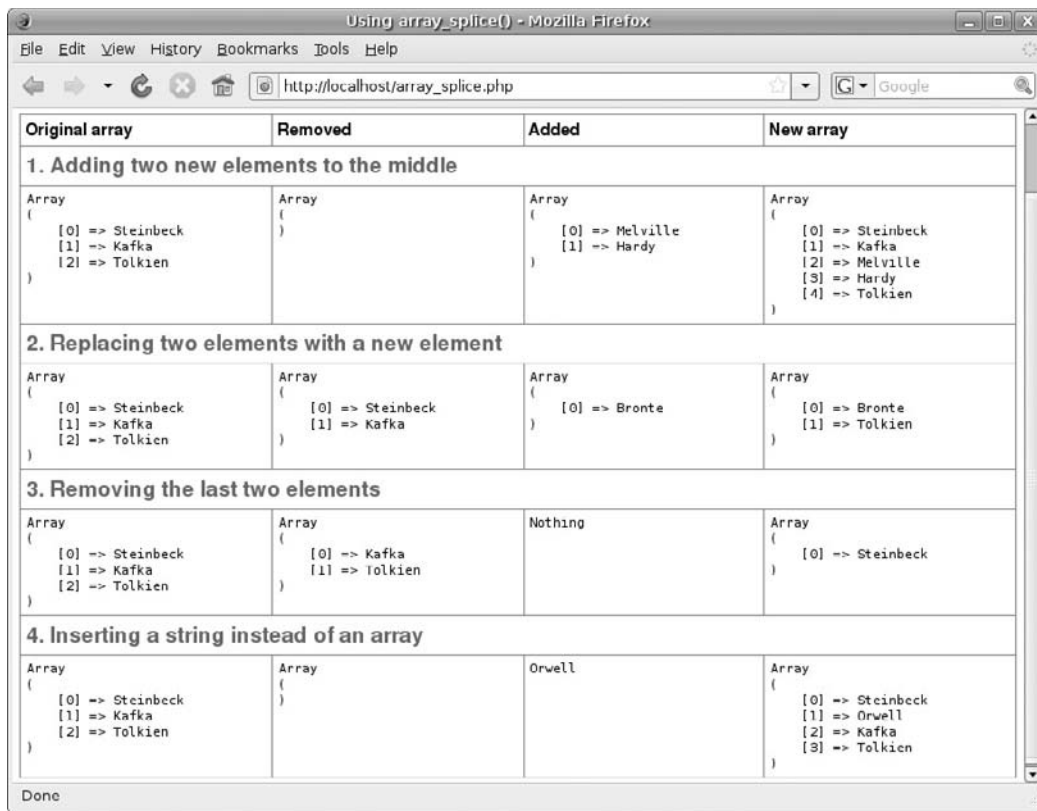 Using array_splice() - Mozilla Firefox
File Edit View History Bookmarks Tools Help
http://localhost/array_splice.php
G Google
Original array Removed Added New array
1. Adding two new elements to the middle
Array Array Array Array
( ( ( (
[0] => Steinbeck ) [0] => Melville [0] => Steinbeck
[1] => Kafka [1] => Hardy [1] => Kafka
[2] => Tolkien ) [2] => Melville
) [3] => Hardy
[4] => Tolkien
)
2. Replacing two elements with a new element
Array Array Array Array
( ( ( (
[0] => Steinbeck [0] => Steinbeck [0] => Bronte [0] => Bronte
[1] => Kafka [1] => Kafka ) [1] => Tolkien
[2] => Tolkien ) )
)
3. Removing the last two elements
Array Array Nothing Array
( ( (
[0] => Steinbeck [0] => Kafka [0] => Steinbeck
[1] => Kafka [1] => Tolkien )
[2] => Tolkien )
)
4. Inserting a string instead of an array
Array Array Orwell Array
( ( (
[0] => Steinbeck ) [0] => Steinbeck
[1] => Kafka [1] => Orwell
[2] => Tolkien [2] => Kafka
) [3] => Tolkien
)
Done